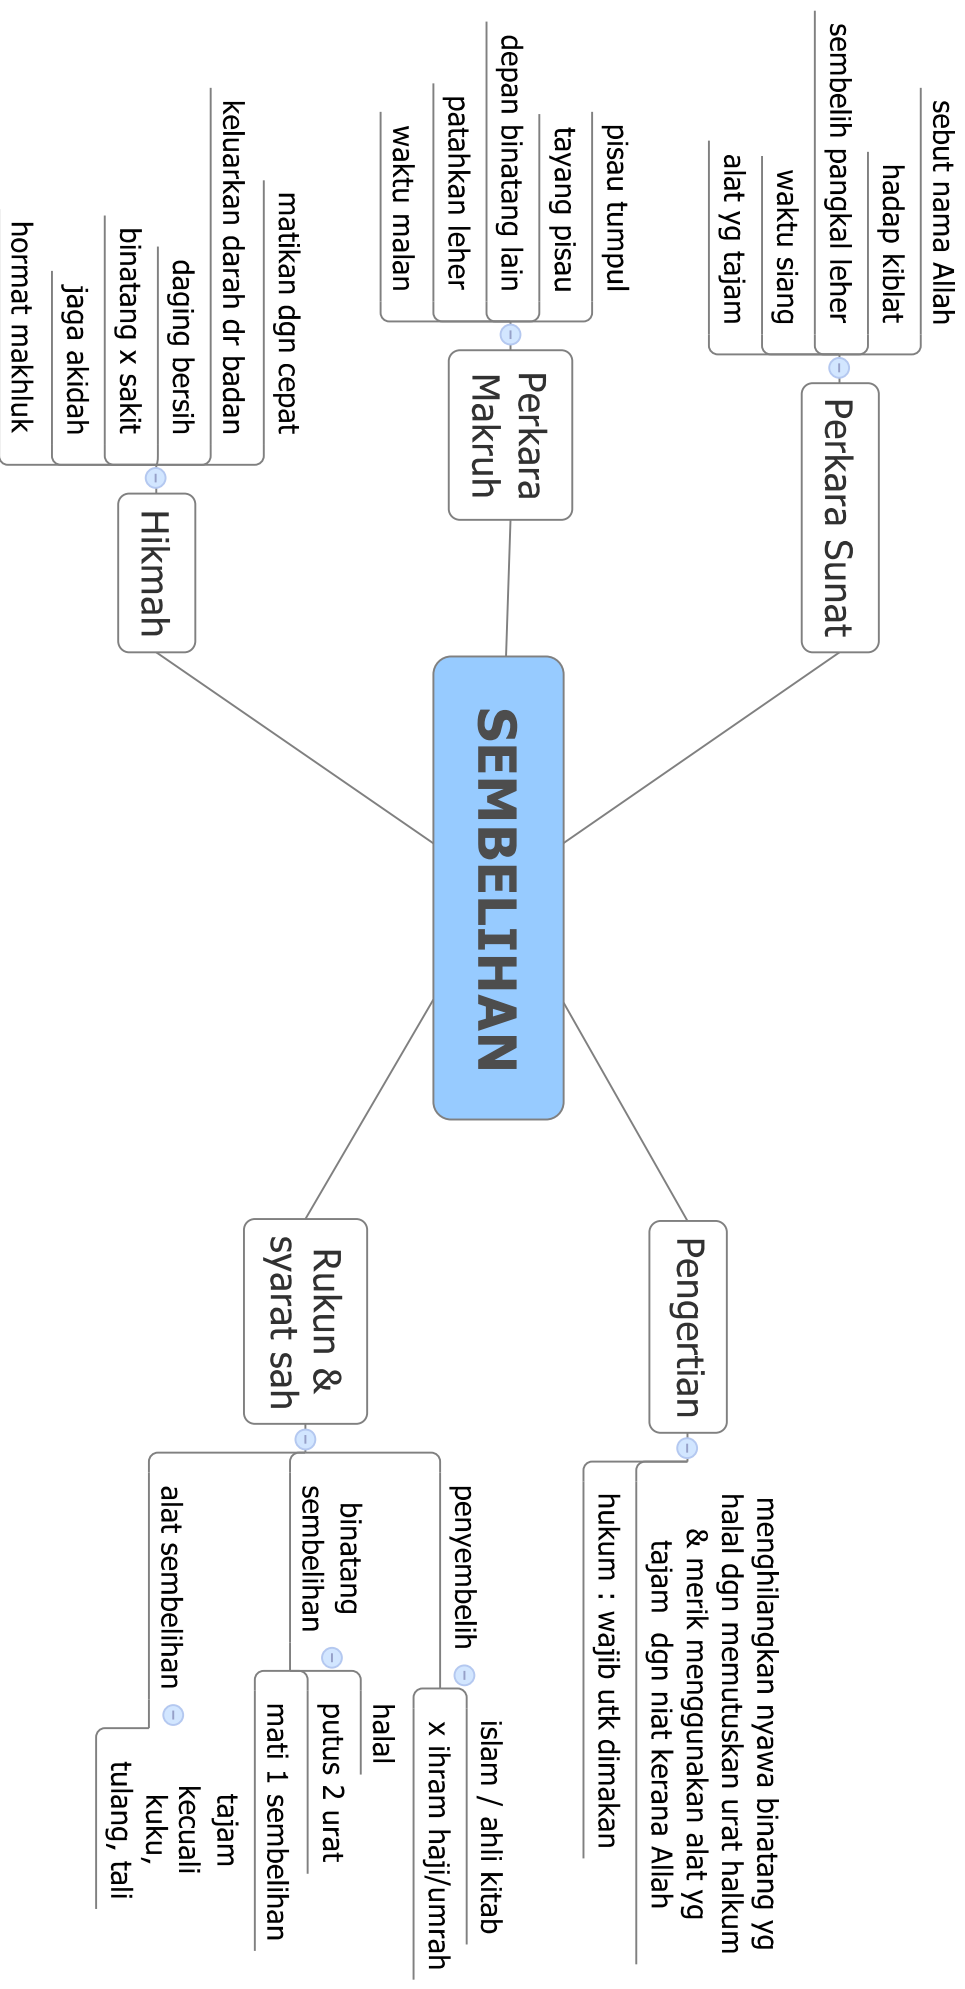 SEMBELIHAN
Pengertian
menghilangkan nyawa binatang yg
halal dgn memutuskan urat halkum
& merik menggunakan alat yg
tajam  dgn niat kerana Allah
hukum : wajib utk dimakan
Rukun &
syarat sah
penyembelih
islam / ahli kitab
x ihram haji/umrah
binatang
sembelihan
halal
putus 2 urat
mati 1 sembelihan
alat sembelihan
tajam
kecuali
kuku,
tulang, tali
Perkara Sunat
sebut nama Allah
hadap kiblat
sembelih pangkal leher
waktu siang
alat yg tajam
Perkara
Makruh
pisau tumpul
tayang pisau
depan binatang lain
patahkan leher
waktu malan
Hikmah
matikan dgn cepat
keluarkan darah dr badan
daging bersih
binatang x sakit
jaga akidah
hormat makhluk